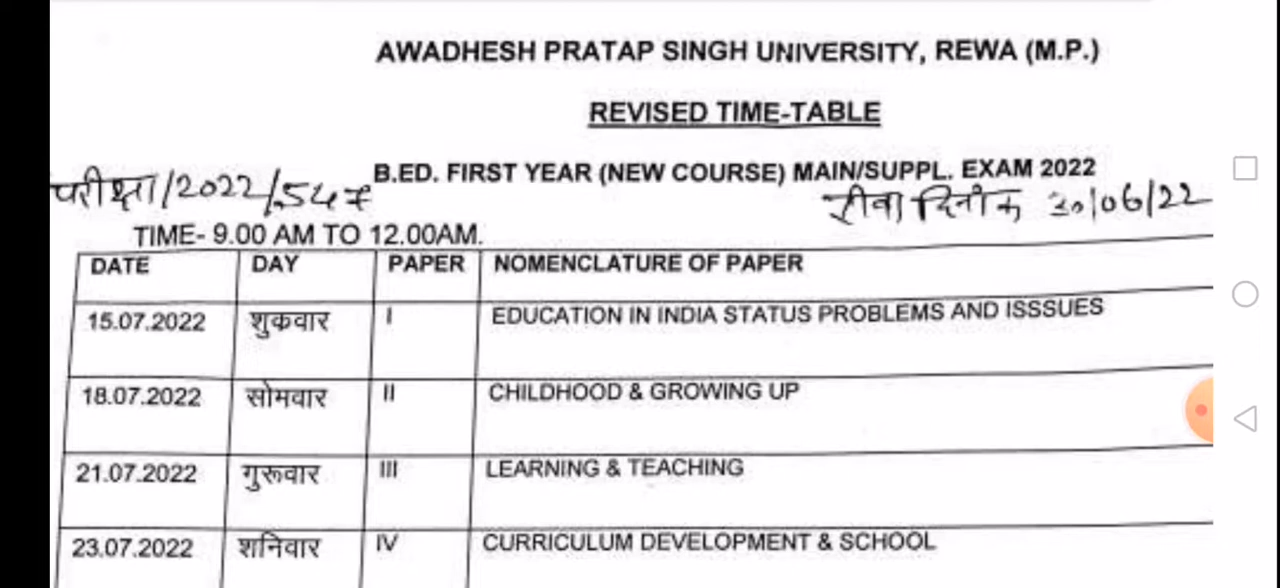 AWADHESH PRATAP SINGH UNIVERSITY, REWA (M.P.)
REVISED TIME-TABLE
B.ED. FIRST YEAR (NEW COURSE) MAIN/SUPPL. EXAM 2022
परीक्षा/2022/547 रीवा दिनांक 30/06/22
TIME- 9.00 AM TO 12.00AM.
DATE DAY PAPER NOMENCLATURE OF PAPER
15.07.2022 शुकवार I EDUCATION IN INDIA STATUS PROBLEMS AND ISSSUES
18.07.2022 सोमवार II CHILDHOOD & GROWING UP
21.07.2022 गुरूवार III LEARNING & TEACHING
23.07.2022 शनिवार IV CURRICULUM DEVELOPMENT & SCHOOL